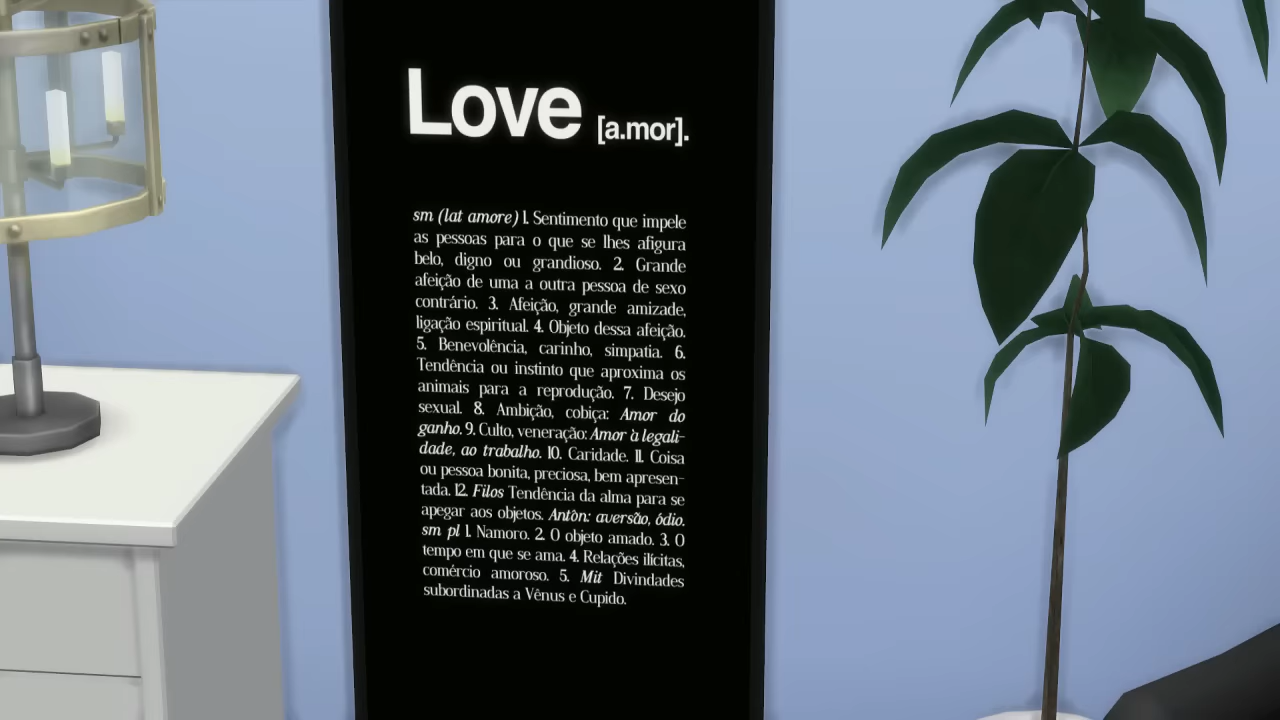 Love [a.mor].
sm (lat amore) 1. Sentimento que impele
as pessoas para o que se lhes afigura
belo, digno ou grandioso. 2. Grande
afeição de uma a outra pessoa de sexo
contrário. 3. Afeição, grande amizade,
ligação espiritual. 4. Objeto dessa afeição.
5. Benevolência, carinho, simpatia. 6.
Tendência ou instinto que aproxima os
animais para a reprodução. 7. Desejo
sexual. 8. Ambição, cobiça: Amor do
ganho. 9. Culto, veneração: Amor à legali-
dade, ao trabalho. 10. Caridade. 11. Coisa
ou pessoa bonita, preciosa, bem apresen-
tada. 12. Filos Tendência da alma para se
apegar aos objetos. Antôn: aversão, ódio.
sm pl 1. Namoro. 2. O objeto amado. 3. O
tempo em que se ama. 4. Relações ilícitas,
comércio amoroso. 5. Mit Divindades
subordinadas a Vênus e Cupido.